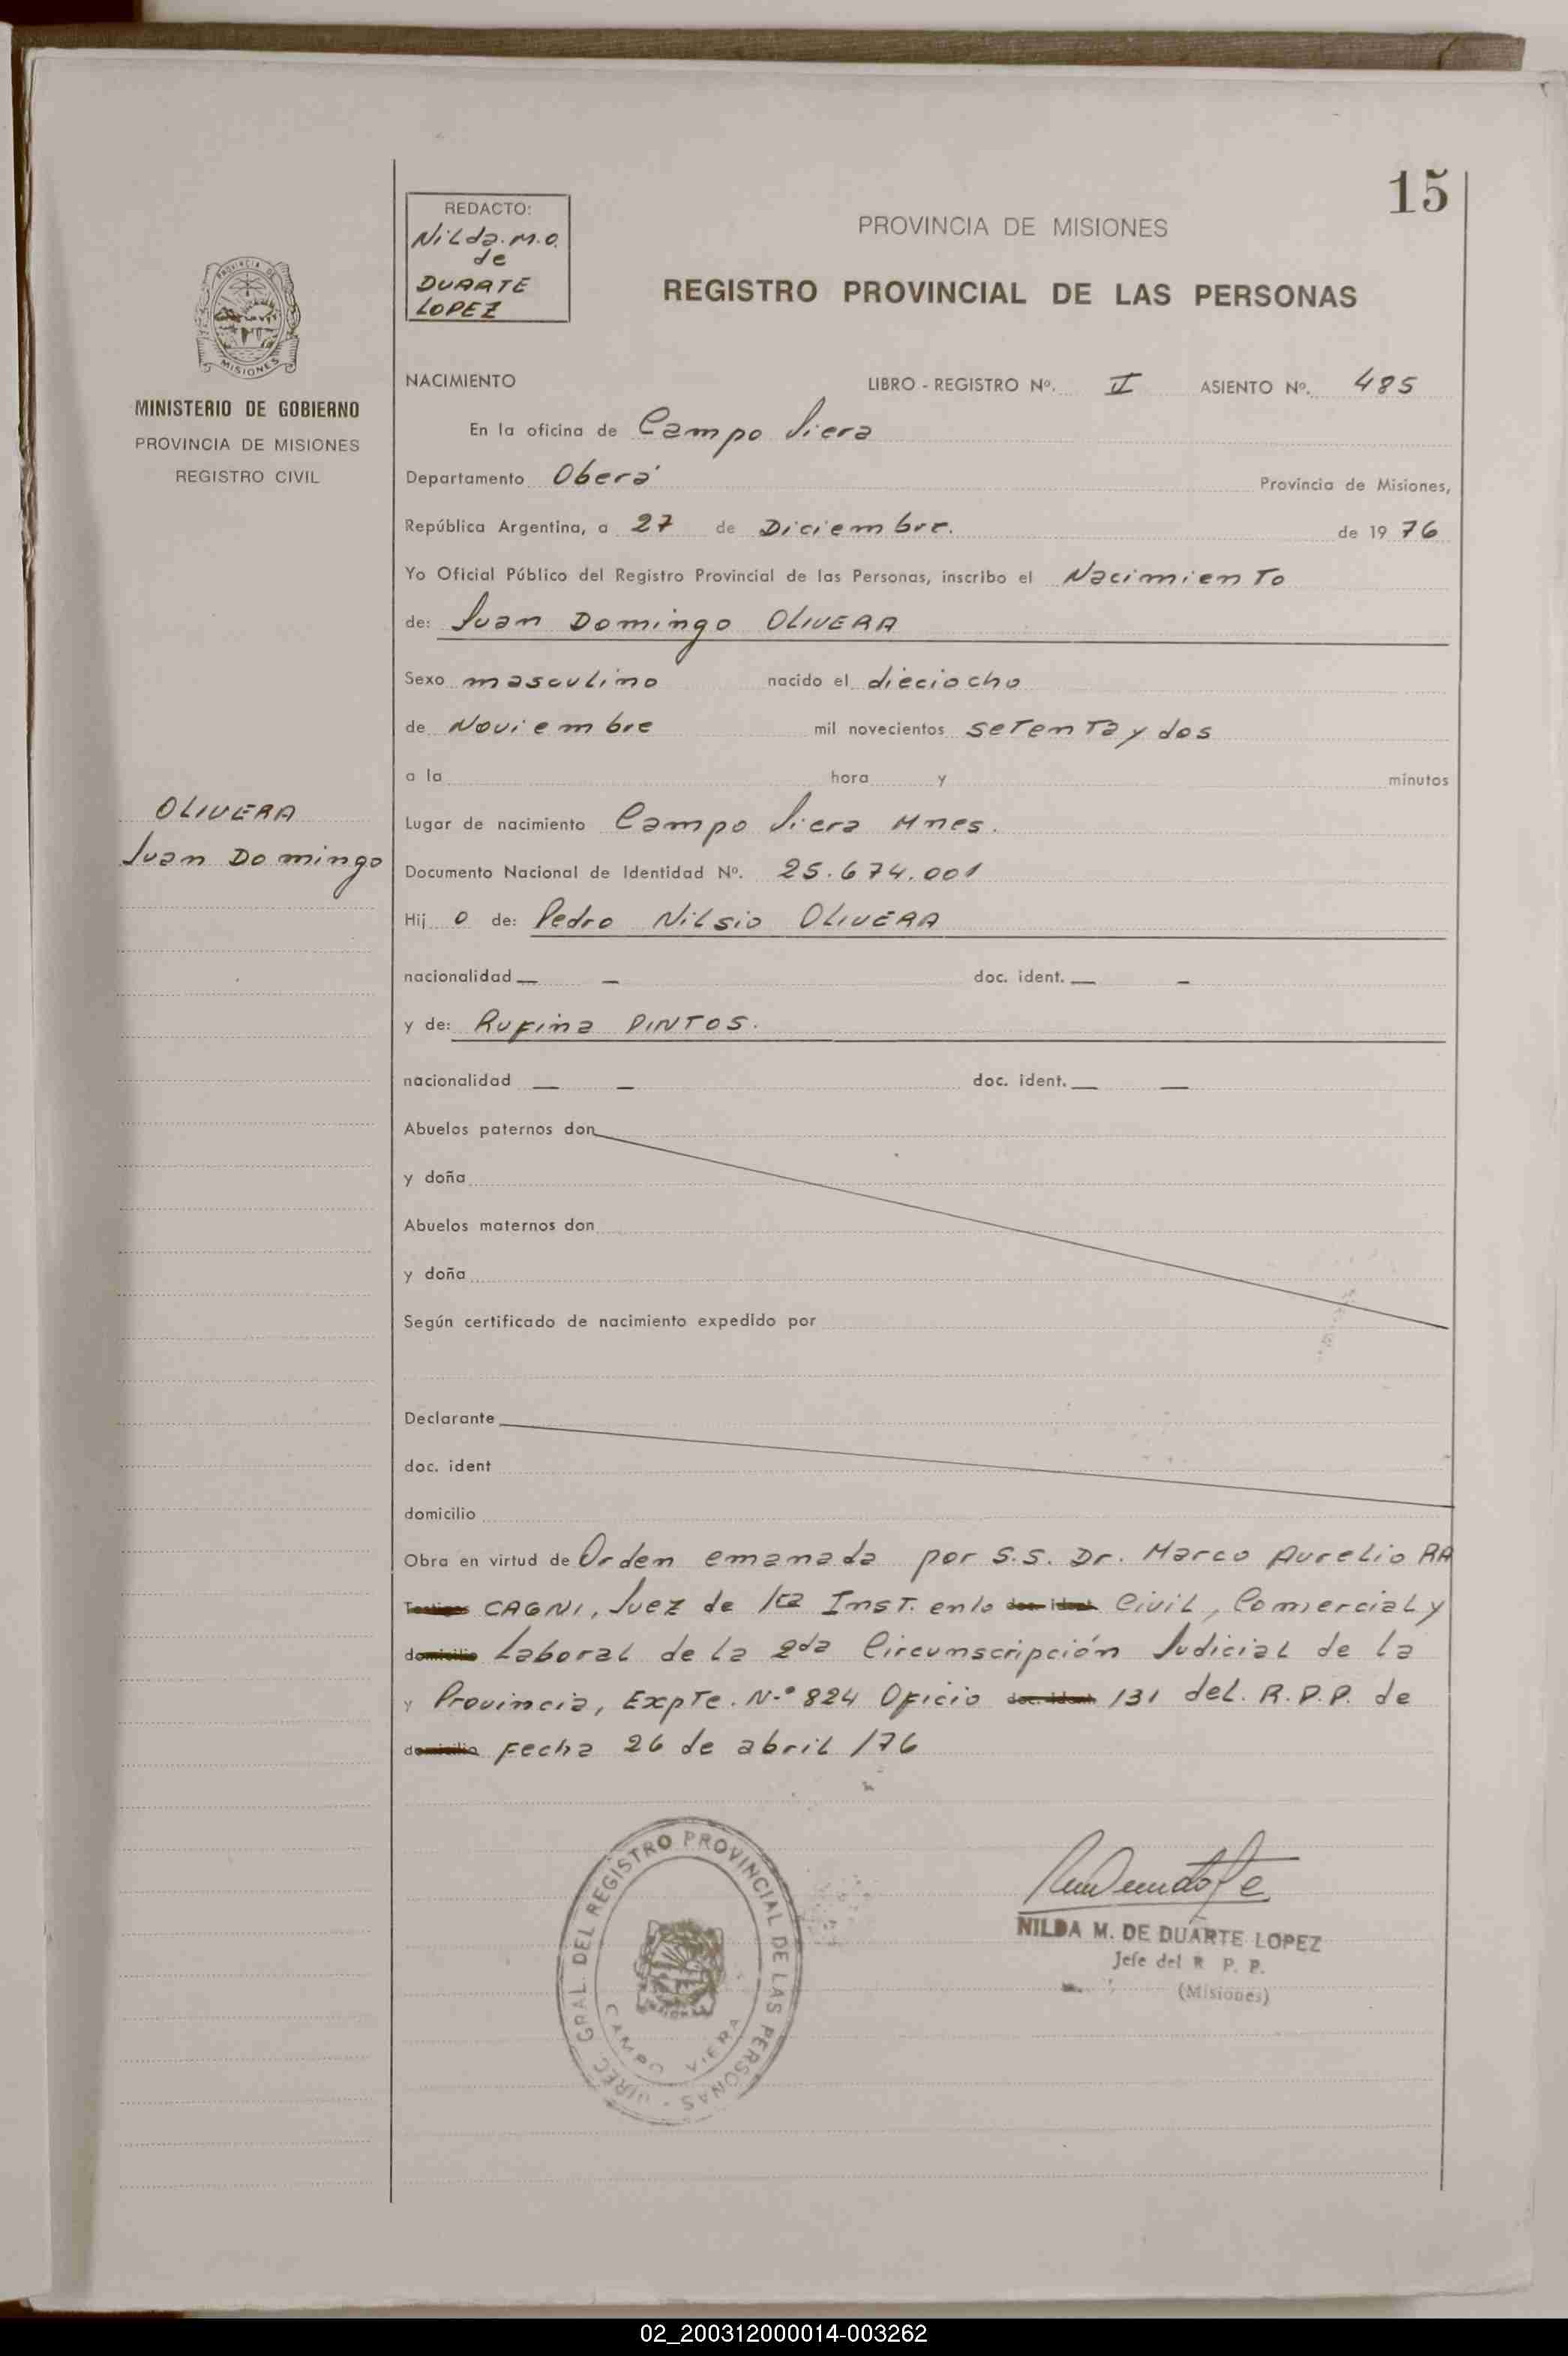 15
REDACTO:
Nilda.M.O.
de
DUARTE
LOPEZ
PROVINCIA DE MISIONES
REGISTRO PROVINCIAL DE LAS PERSONAS
MISIONES
MINISTERIO DE GOBIERNO
PROVINCIA DE MISIONES
REGISTRO CIVIL
NACIMIENTO LIBRO - REGISTRO Nº. II ASIENTO Nº. 485
En la oficina de Campo Viera
Departamento Oberá Provincia de Misiones,
República Argentina, a 27 de Diciembre. de 1976
Yo Oficial Público del Registro Provincial de las Personas, inscribo el Nacimiento
de: Juan Domingo OLIVERA
Sexo masculino nacido el dieciocho
de Noviembre mil novecientos setenta y dos
a la hora y minutos
OLIVERA
Juan Domingo
Lugar de nacimiento Campo Viera Mnes.
Documento Nacional de Identidad Nº. 25.674.001
Hij o de: Pedro Nilsio OLIVERA
nacionalidad — — doc. ident. — —
y de: Rufina PINTOS.
nacionalidad — — doc. ident. — —
Abuelos paternos don
y doña
Abuelos maternos don
y doña
Según certificado de nacimiento expedido por
Declarante
doc. ident
domicilio
Obra en virtud de Orden emanada por S.S. Dr. Marco Aurelio RA
Testigos CAGNI, Juez de 1ra Inst. en lo doc. ident. Civil, Comercial y
domicilio Laboral de la 2da Circumscripción Judicial de la
y Provincia, Expte. N.º 824 Oficio doc. ident 131 del. R.P.P. de
domicilio Fecha 26 de abril /76
DIREC. GRAL. DEL REGISTRO PROVINCIAL DE LAS PERSONAS -
CAMPO VIERA
NILDA M. DE DUARTE LOPEZ
Jefe del R. P. P.
(Misiones)
02_200312000014-003262